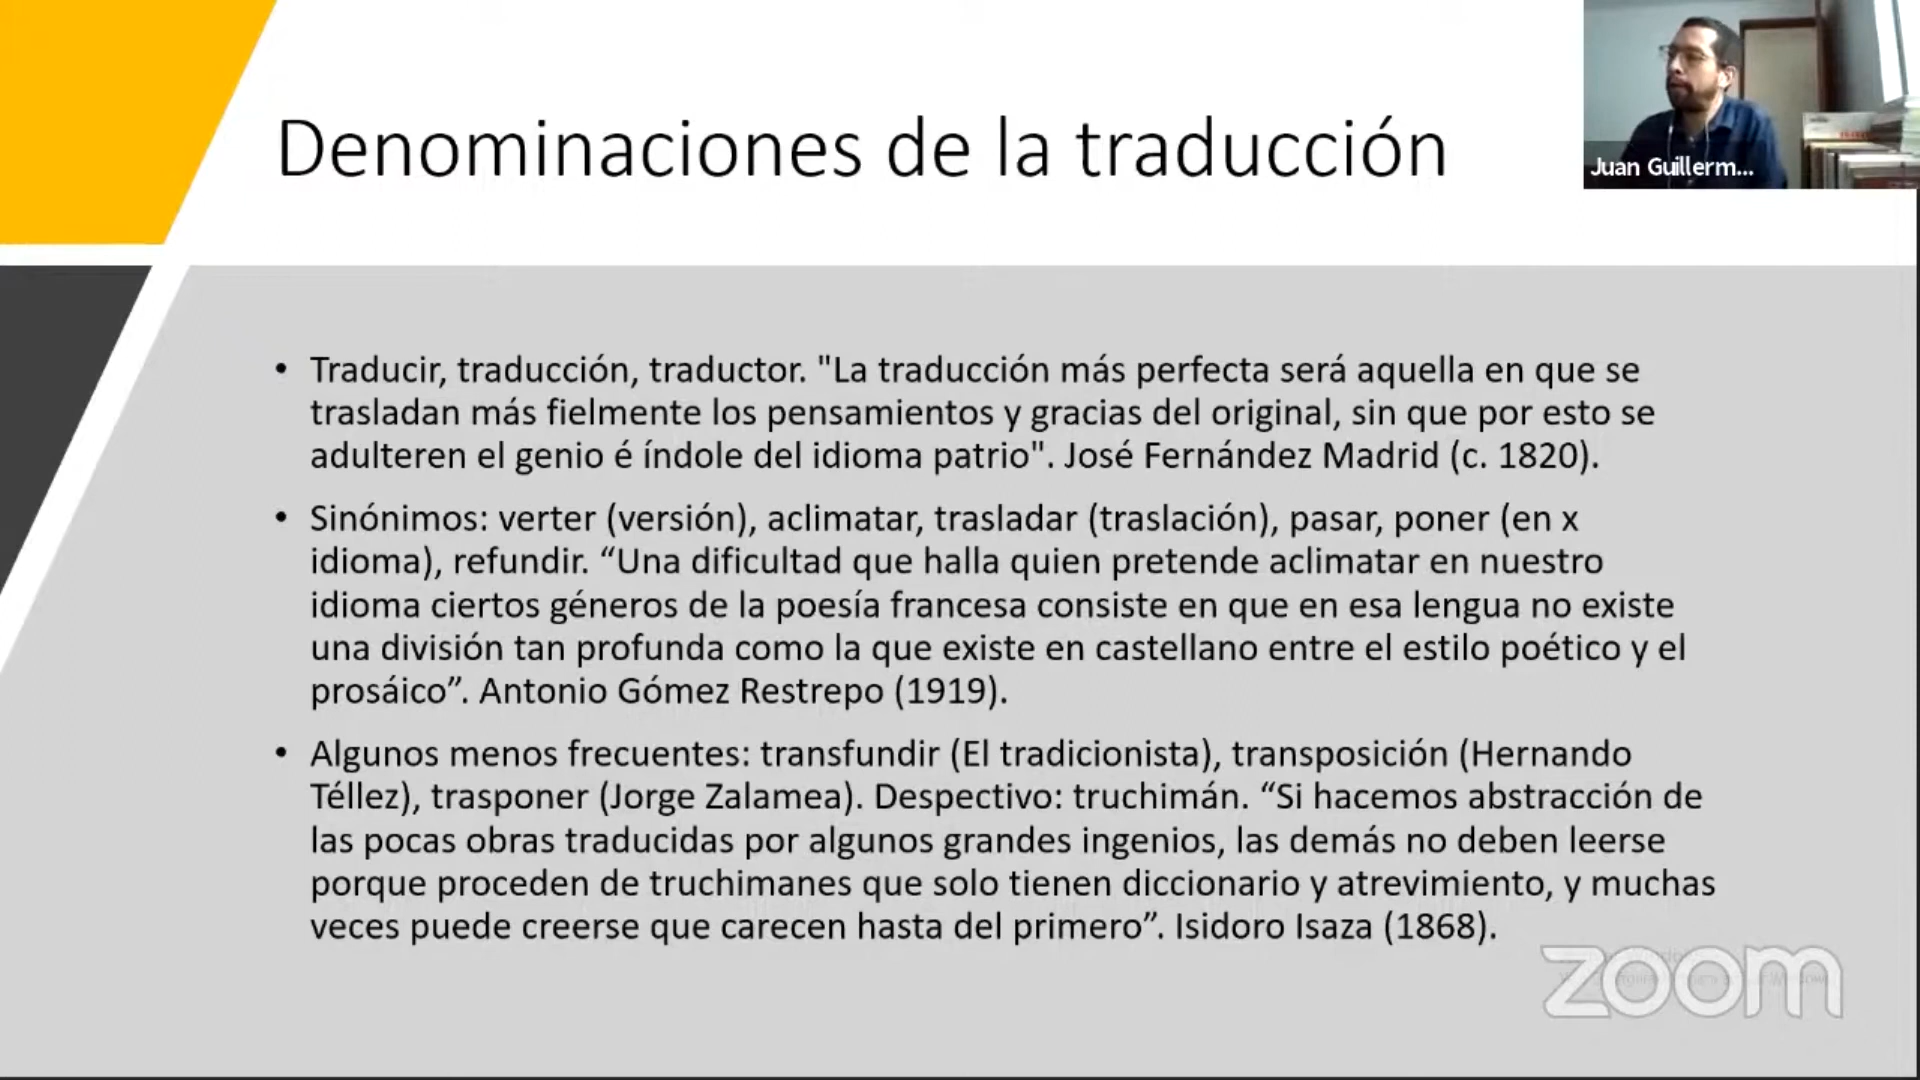 Denominaciones de la traducción
Juan Guillerm...
• Traducir, traducción, traductor. "La traducción más perfecta será aquella en que se
trasladan más fielmente los pensamientos y gracias del original, sin que por esto se
adulteren el genio é índole del idioma patrio". José Fernández Madrid (c. 1820).
• Sinónimos: verter (versión), aclimatar, trasladar (traslación), pasar, poner (en x
idioma), refundir. “Una dificultad que halla quien pretende aclimatar en nuestro
idioma ciertos géneros de la poesía francesa consiste en que en esa lengua no existe
una división tan profunda como la que existe en castellano entre el estilo poético y el
prosáico”. Antonio Gómez Restrepo (1919).
• Algunos menos frecuentes: transfundir (El tradicionista), transposición (Hernando
Téllez), trasponer (Jorge Zalamea). Despectivo: truchimán. “Si hacemos abstracción de
las pocas obras traducidas por algunos grandes ingenios, las demás no deben leerse
porque proceden de truchimanes que solo tienen diccionario y atrevimiento, y muchas
veces puede creerse que carecen hasta del primero”. Isidoro Isaza (1868).
zoom